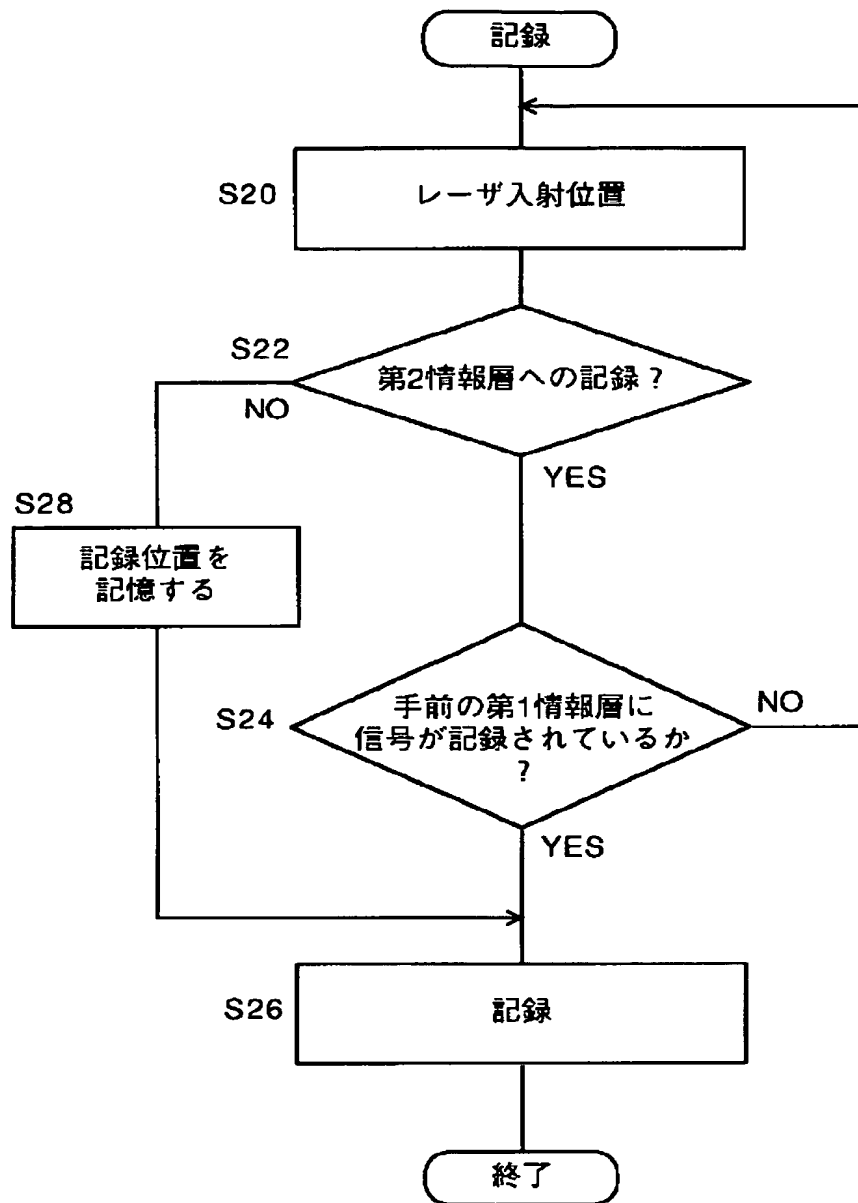 記録
S20
レーザ入射位置
S22
第2情報層への記録？
NO
YES
S28
記録位置を
記憶する
S24
手前の第1情報層に
信号が記録されているか
？
NO
YES
S26
記録
終了